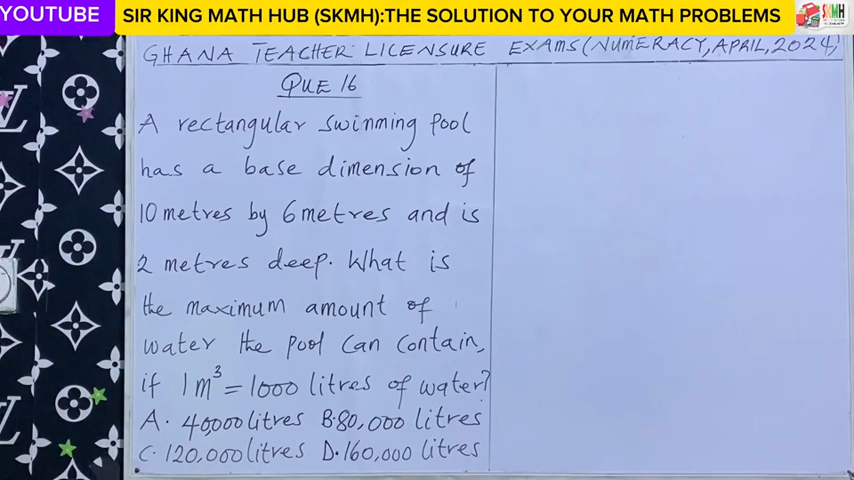 YOUTUBE
SIR KING MATH HUB (SKMH):THE SOLUTION TO YOUR MATH PROBLEMS
SKMH
GHANA TEACHER LICENSURE EXAMS(NUMERACY,APRIL,2024)
QUE 16
A rectangular swimming pool
has a base dimension of
10 metres by 6 metres and is
2 metres deep. What is
the maximum amount of
water the pool can contain,
if 1m³ = 1000 litres of water?
A. 40,000 litres B. 80,000 litres
C. 120,000 litres D. 160,000 litres